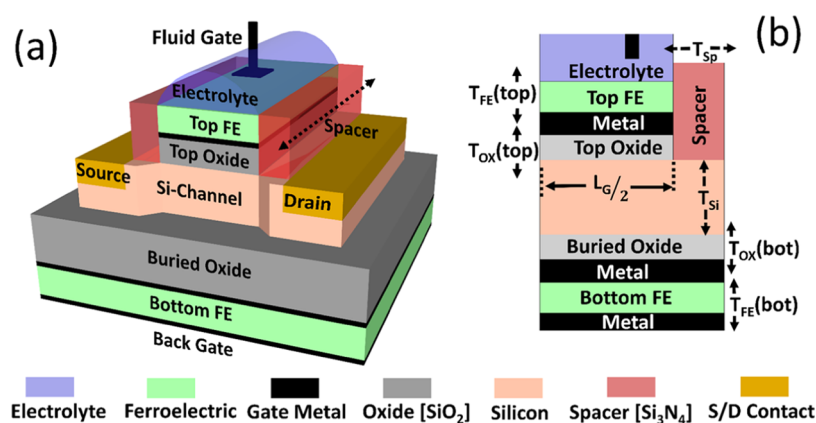 (a)
Fluid Gate
Electrolyte
Top FE
Spacer
Top Oxide
Source
Si-Channel
Drain
Buried Oxide
Bottom FE
Back Gate
(b)
T_Sp
Electrolyte
T_FE(top)
Top FE
Metal
Spacer
T_OX(top)
Top Oxide
L_G/2
T_Si
Buried Oxide
T_OX(bot)
Metal
Bottom FE
T_FE(bot)
Metal
Electrolyte
Ferroelectric
Gate Metal
Oxide [SiO₂]
Silicon
Spacer [Si₃N₄]
S/D Contact